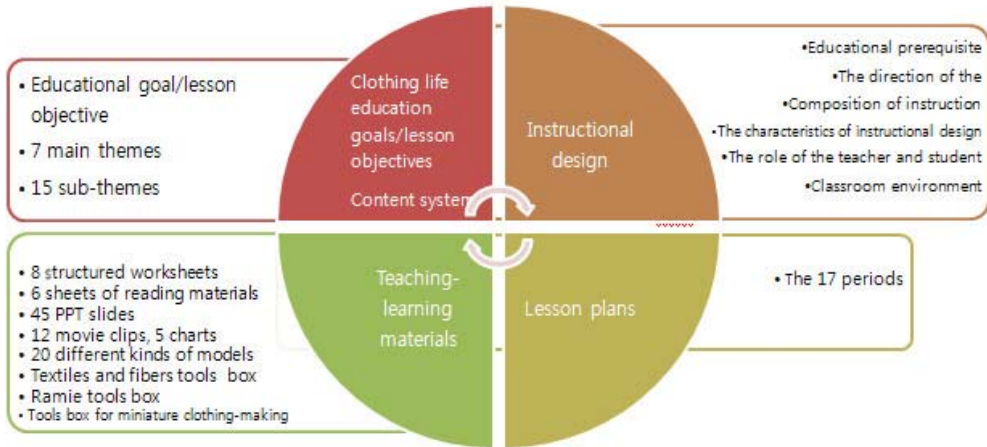 • Educational goal/lesson
objective
• 7 main themes
• 15 sub-themes
Clothing life
education
goals/lesson
objectives
Content system
Instructional
design
•Educational prerequisite
•The direction of the
•Composition of instruction
•The characteristics of instructional design
•The role of the teacher and student
•Classroom environment
• 8 structured worksheets
• 6 sheets of reading materials
• 45 PPT slides
• 12 movie clips, 5 charts
• 20 different kinds of models
• Textiles and fibers tools box
• Ramie tools box
• Tools box for miniature clothing-making
Teaching-
learning
materials
Lesson plans
• The 17 periods